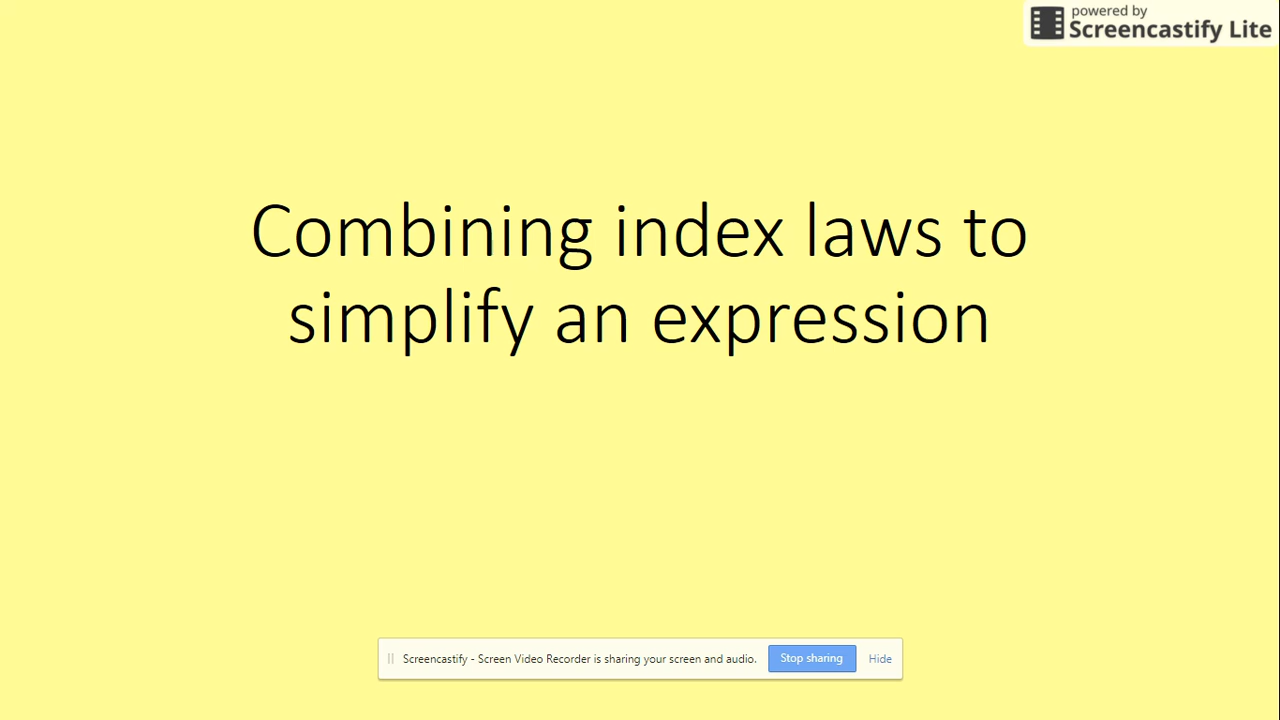 powered by
Screencastify Lite
Combining index laws to
simplify an expression
Screencastify - Screen Video Recorder is sharing your screen and audio. Stop sharing Hide